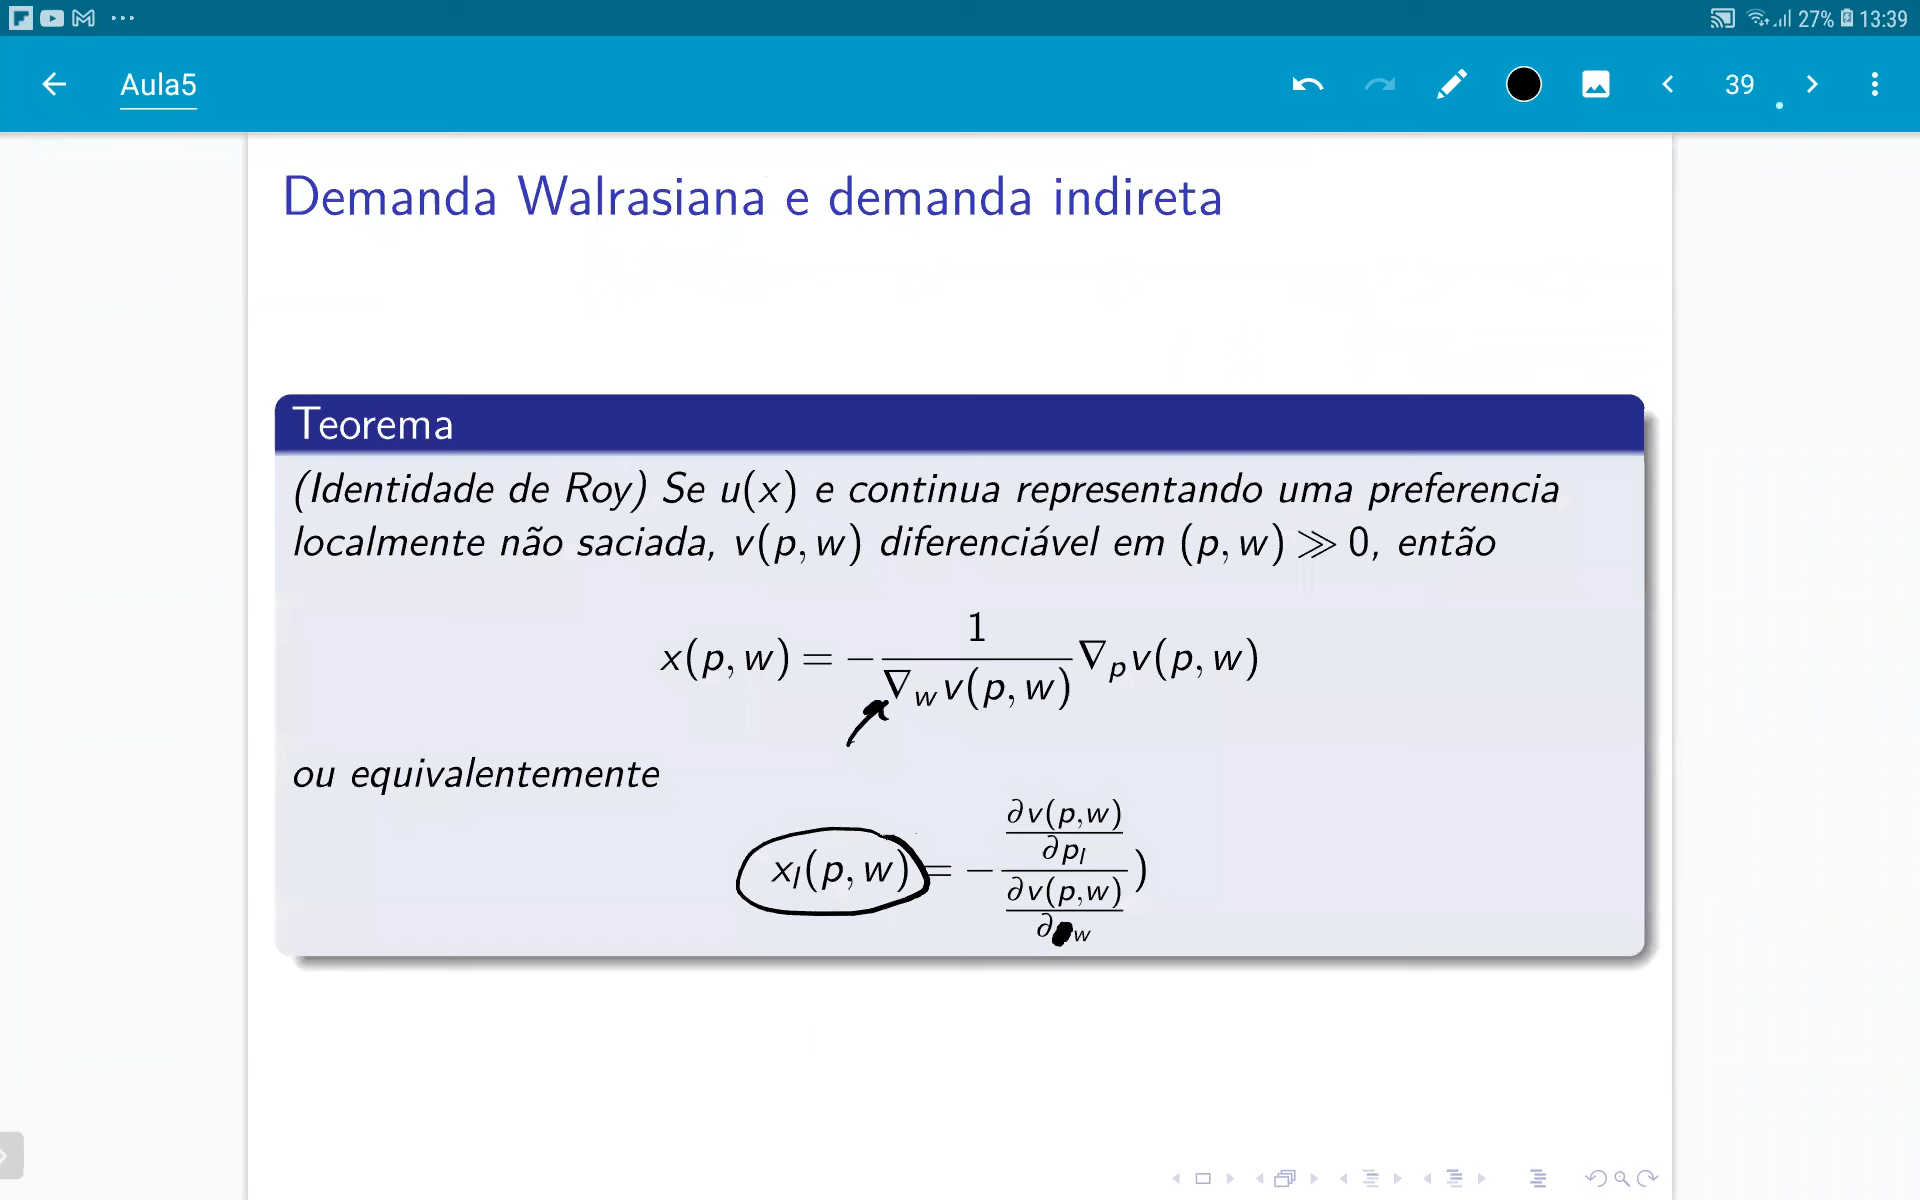 27% 13:39
Aula5
39
Demanda Walrasiana e demanda indireta
Teorema
(Identidade de Roy) Se u(x) e continua representando uma preferencia
localmente não saciada, v(p, w) diferenciável em (p, w) ≫ 0, então
x(p, w) = − 1 / ∇_w v(p, w) ∇_p v(p, w)
ou equivalentemente
x_l(p, w) = − (∂v(p,w) / ∂p_l) / (∂v(p,w) / ∂ w) )